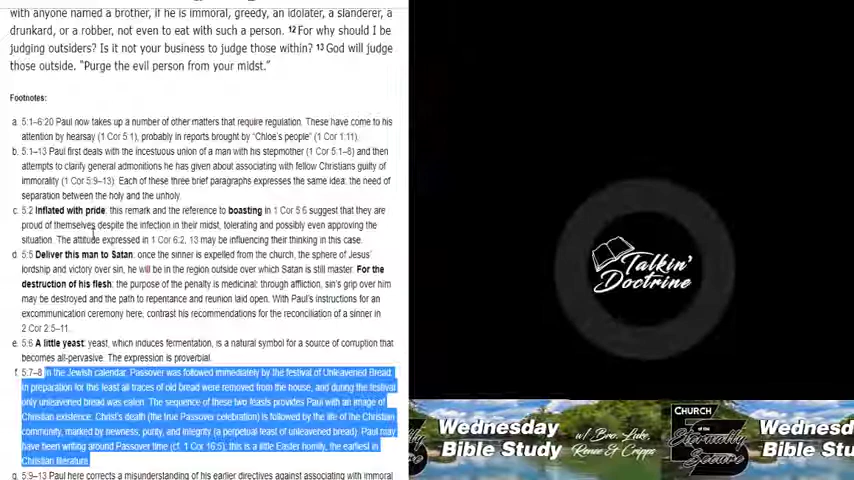 with anyone named a brother, if he is immoral, greedy, an idolater, a slanderer, a
drunkard, or a robber, not even to eat with such a person. 12 For why should I be
judging outsiders? Is it not your business to judge those within? 13 God will judge
those outside. “Purge the evil person from your midst.”
Footnotes:
a. 5:1–6:20 Paul now takes up a number of other matters that require regulation. These have come to his
attention by hearsay (1 Cor 5:1), probably in reports brought by “Chloe’s people” (1 Cor 1:11).
b. 5:1–13 Paul first deals with the incestuous union of a man with his stepmother (1 Cor 5:1–8) and then
attempts to clarify general admonitions he has given about associating with fellow Christians guilty of
immorality (1 Cor 5:9–13). Each of these three brief paragraphs expresses the same idea: the need of
separation between the holy and the unholy.
c. 5:2 Inflated with pride: this remark and the reference to boasting in 1 Cor 5:6 suggest that they are
proud of themselves despite the infection in their midst, tolerating and possibly even approving the
situation. The attitude expressed in 1 Cor 6:2, 13 may be influencing their thinking in this case.
d. 5:5 Deliver this man to Satan: once the sinner is expelled from the church, the sphere of Jesus’
lordship and victory over sin, he will be in the region outside over which Satan is still master. For the
destruction of his flesh: the purpose of the penalty is medicinal: through affliction, sin’s grip over him
may be destroyed and the path to repentance and reunion laid open. With Paul’s instructions for an
excommunication ceremony here, contrast his recommendations for the reconciliation of a sinner in
2 Cor 2:5–11.
e. 5:6 A little yeast: yeast, which induces fermentation, is a natural symbol for a source of corruption that
becomes all-pervasive. The expression is proverbial.
f. 5:7–8 In the Jewish calendar, Passover was followed immediately by the festival of Unleavened Bread.
In preparation for this feast all traces of old bread were removed from the house, and during the festival
only unleavened bread was eaten. The sequence of these two feasts provides Paul with an image of
Christian existence: Christ’s death (the true Passover celebration) is followed by the life of the Christian
community, marked by newness, purity, and integrity (a perpetual feast of unleavened bread). Paul may
have been writing around Passover time (cf. 1 Cor 16:5); this is a little Easter homily, the earliest in
Christian literature.
g. 5:9–13 Paul here corrects a misunderstanding of his earlier directives against associating with immoral
Talkin'
Doctrine
Wednesday
Bible Study
w/ Bro. Luke,
Renee & Cripps
Church
of the
Eternally
Secure
Wednesday
Bible Study